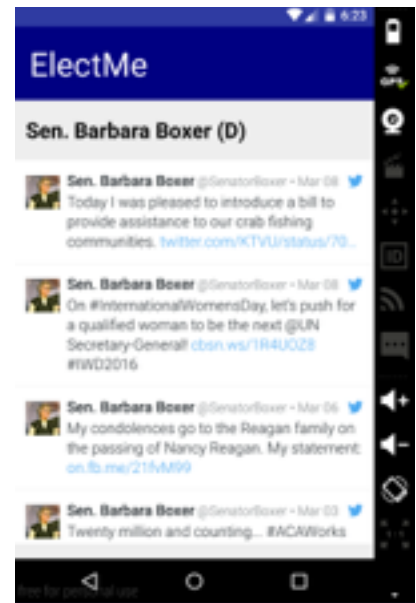 6:23
ElectMe
Sen. Barbara Boxer (D)
Sen. Barbara Boxer @SenatorBoxer • Mar 08
Today I was pleased to introduce a bill to
provide assistance to our crab fishing
communities. twitter.com/KTVU/status/70...
Sen. Barbara Boxer @SenatorBoxer • Mar 08
On #InternationalWomensDay, let's push for
a qualified woman to be the next @UN
Secretary-General! cbsn.ws/1R4UOZ8
#IWD2016
Sen. Barbara Boxer @SenatorBoxer • Mar 06
My condolences go to the Reagan family on
the passing of Nancy Reagan. My statement:
on.fb.me/21fvM99
Sen. Barbara Boxer @SenatorBoxer • Mar 03
Twenty million and counting... #ACAWorks
free for personal use
GPS
ID
1:1